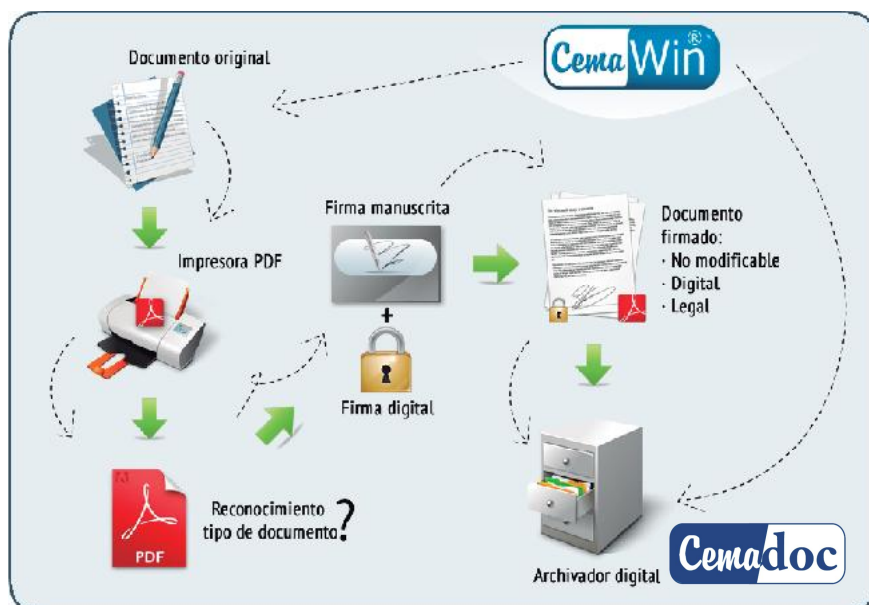 Documento original
CemaWin®
Impresora PDF
Firma manuscrita
+
Firma digital
Documento
firmado:
· No modificable
· Digital
· Legal
PDF
Reconocimiento
tipo de documento?
Archivador digital
Cemadoc